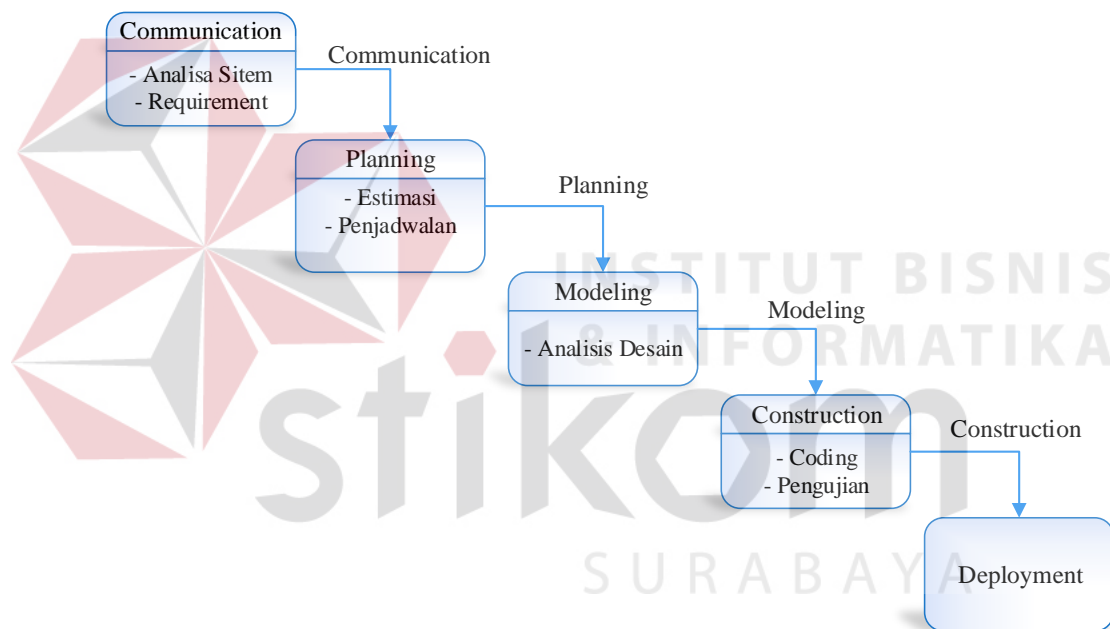 Communication
- Analisa Sitem
- Requirement
Communication
Planning
- Estimasi
- Penjadwalan
Planning
Modeling
- Analisis Desain
Modeling
Construction
- Coding
- Pengujian
Construction
Deployment
INSTITUT BISNIS
& INFORMATIKA
stikom
SURABAYA